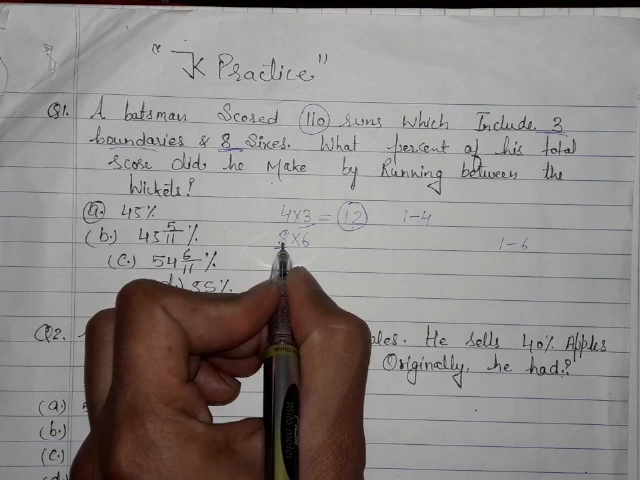 "JK Practice"
Q1. A batsman Scored 110 runs which Include 3
boundaries & 8 Sixes. What percent of his total
score did he Make by Running between the
Wickets?
(a.) 45%
4×3 = 12 1-4
(b.) 45 5/11 %.
8×6 1-6
(c.) 54 6/11 %.
d.) 55%.
Q2. He sells 40% Apples
Originally, he had?
(a)
(b.)
(c.)